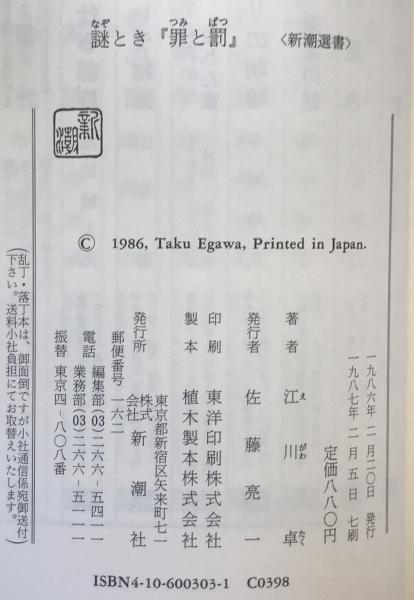 謎とき『罪と罰』　〈新潮選書〉
なぞ　つみ　ばつ
新潮
© 1986, Taku Egawa, Printed in Japan.
一九八六年 二月二〇日 発行
一九八七年 二月 五日 七刷
定価八八〇円
著者 江川卓
え がわ たく
発行者 佐藤亮一
印刷 東洋印刷株式会社
製本 植木製本株式会社
発行所 株式会社 新潮社
東京都新宿区矢来町七一
郵便番号 一六二
電話 編集部(03)二六六-五四一一
業務部(03)二六六-五一一一
振替 東京四-八〇八番
(乱丁・落丁本は、御面倒ですが小社通信係宛御送付
下さい。送料小社負担にてお取替えいたします。)
ISBN4-10-600303-1 C0398